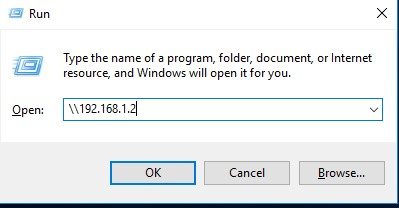 Run
Type the name of a program, folder, document, or Internet
resource, and Windows will open it for you.
Open: \\192.168.1.2
OK Cancel Browse...